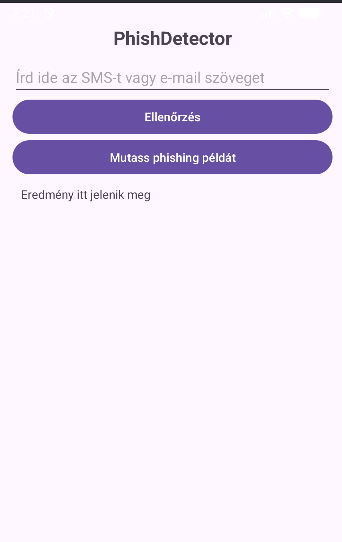 PhishDetector
Írd ide az SMS-t vagy e-mail szöveget
Ellenőrzés
Mutass phishing példát
Eredmény itt jelenik meg